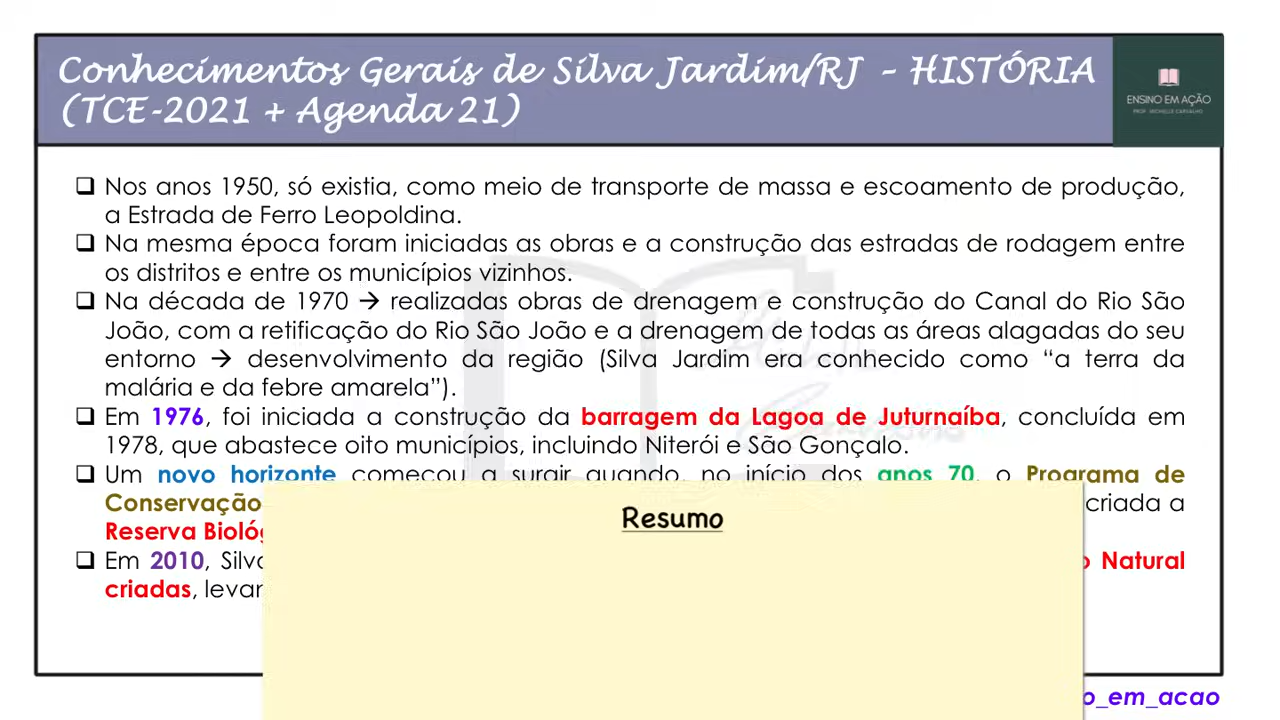 Conhecimentos Gerais de Silva Jardim/RJ - HISTÓRIA
(TCE-2021 + Agenda 21)
ENSINO EM AÇÃO
PROF. MICHELLE CARVALHO
❑ Nos anos 1950, só existia, como meio de transporte de massa e escoamento de produção,
a Estrada de Ferro Leopoldina.
❑ Na mesma época foram iniciadas as obras e a construção das estradas de rodagem entre
os distritos e entre os municípios vizinhos.
❑ Na década de 1970 → realizadas obras de drenagem e construção do Canal do Rio São
João, com a retificação do Rio São João e a drenagem de todas as áreas alagadas do seu
entorno → desenvolvimento da região (Silva Jardim era conhecido como “a terra da
malária e da febre amarela”).
❑ Em 1976, foi iniciada a construção da barragem da Lagoa de Juturnaíba, concluída em
1978, que abastece oito municípios, incluindo Niterói e São Gonçalo.
❑ Um novo horizonte começou a surgir quando, no início dos anos 70, o Programa de
Conservação criada a
Reserva
❑ Em 2010, Natural
criadas,
Resumo
o_em_acao